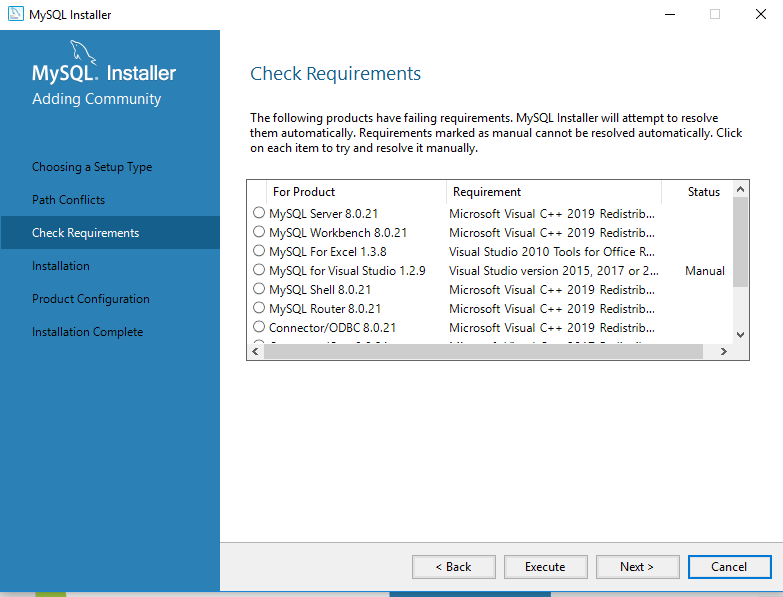 MySQL Installer
MySQL. Installer
Adding Community
Choosing a Setup Type
Path Conflicts
Check Requirements
Installation
Product Configuration
Installation Complete
Check Requirements
The following products have failing requirements. MySQL Installer will attempt to resolve
them automatically. Requirements marked as manual cannot be resolved automatically. Click
on each item to try and resolve it manually.
For Product Requirement Status
MySQL Server 8.0.21 Microsoft Visual C++ 2019 Redistrib...
MySQL Workbench 8.0.21 Microsoft Visual C++ 2019 Redistrib...
MySQL For Excel 1.3.8 Visual Studio 2010 Tools for Office R...
MySQL for Visual Studio 1.2.9 Visual Studio version 2015, 2017 or 2... Manual
MySQL Shell 8.0.21 Microsoft Visual C++ 2019 Redistrib...
MySQL Router 8.0.21 Microsoft Visual C++ 2019 Redistrib...
Connector/ODBC 8.0.21 Microsoft Visual C++ 2019 Redistrib...
< Back Execute Next > Cancel